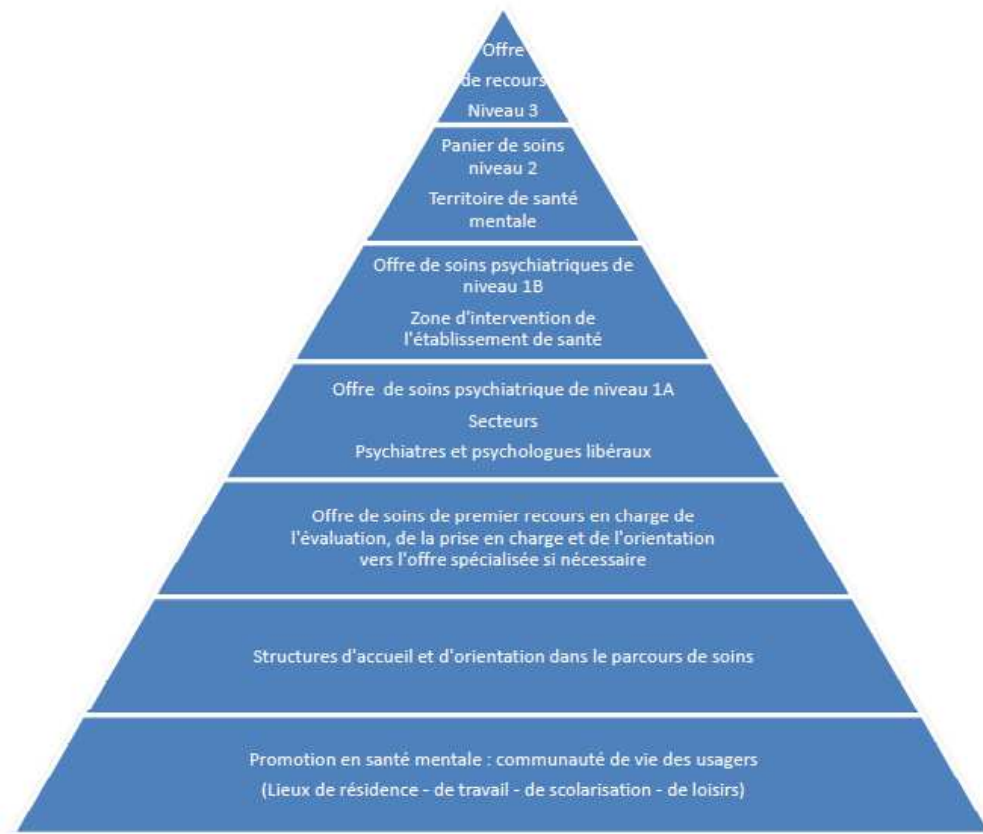 Offre
de recours
Niveau 3
Panier de soins
niveau 2
Territoire de santé
mentale
Offre de soins psychiatriques de
niveau 1B
Zone d'intervention de
l'établissement de santé
Offre de soins psychiatrique de niveau 1A
Secteurs
Psychiatres et psychologues libéraux
Offre de soins de premier recours en charge de
l'évaluation, de la prise en charge et de l'orientation
vers l'offre spécialisée si nécessaire
Structures d'accueil et d'orientation dans le parcours de soins
Promotion en santé mentale : communauté de vie des usagers
(Lieux de résidence - de travail - de scolarisation - de loisirs)